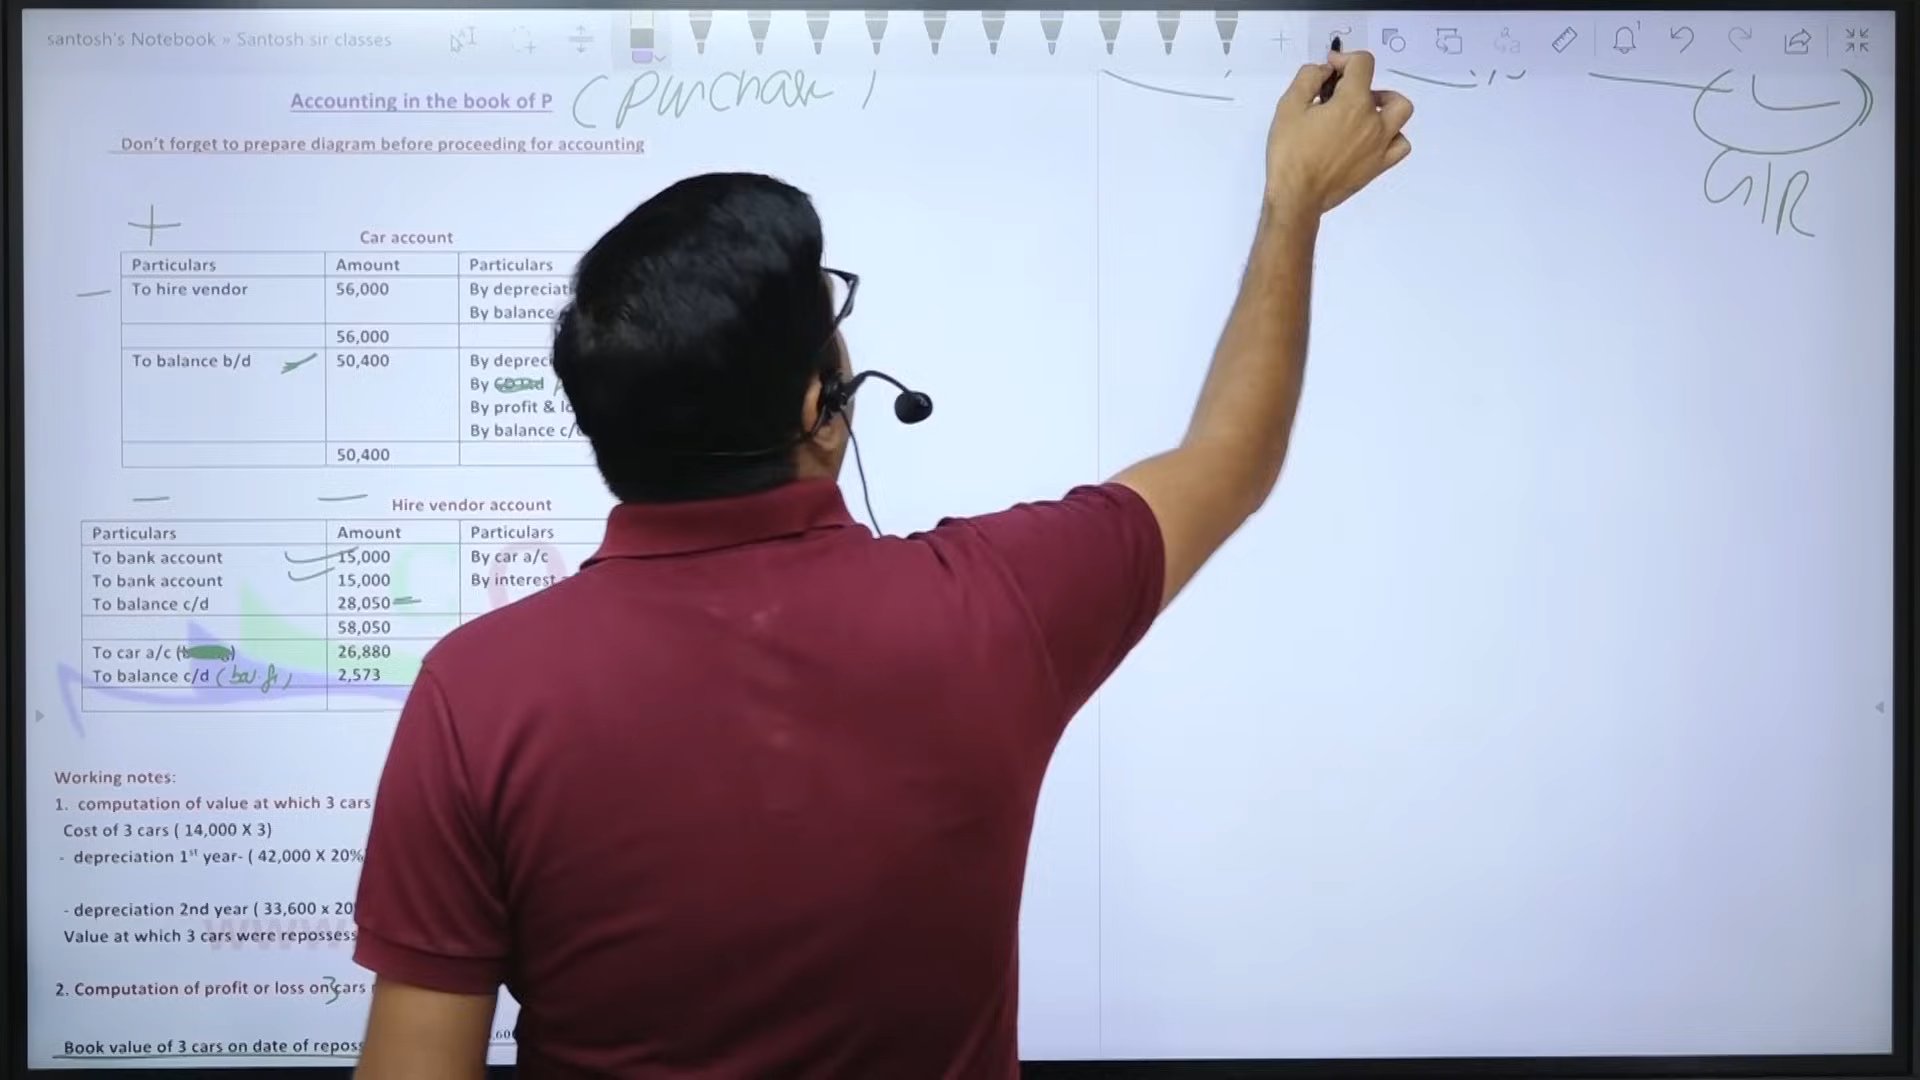 santosh's Notebook » Santosh sir classes
Accounting in the book of P (purchase)
Don't forget to prepare diagram before proceeding for accounting
G/R
+
Car account
Particulars Amount Particulars
To hire vendor 56,000 By depreciat
By balance
56,000
To balance b/d 50,400 By depreci
By
By profit & lo
By balance c/
50,400
Hire vendor account
Particulars Amount Particulars
To bank account 15,000 By car a/c
To bank account 15,000 By interest
To balance c/d 28,050
58,050
To car a/c 26,880
To balance c/d (bal. fi) 2,573
Working notes:
1. computation of value at which 3 cars
Cost of 3 cars ( 14,000 X 3)
- depreciation 1st year- ( 42,000 X 20%
- depreciation 2nd year ( 33,600 x 20
Value at which 3 cars were repossess
2. Computation of profit or loss on 3 cars
Book value of 3 cars on date of reposs